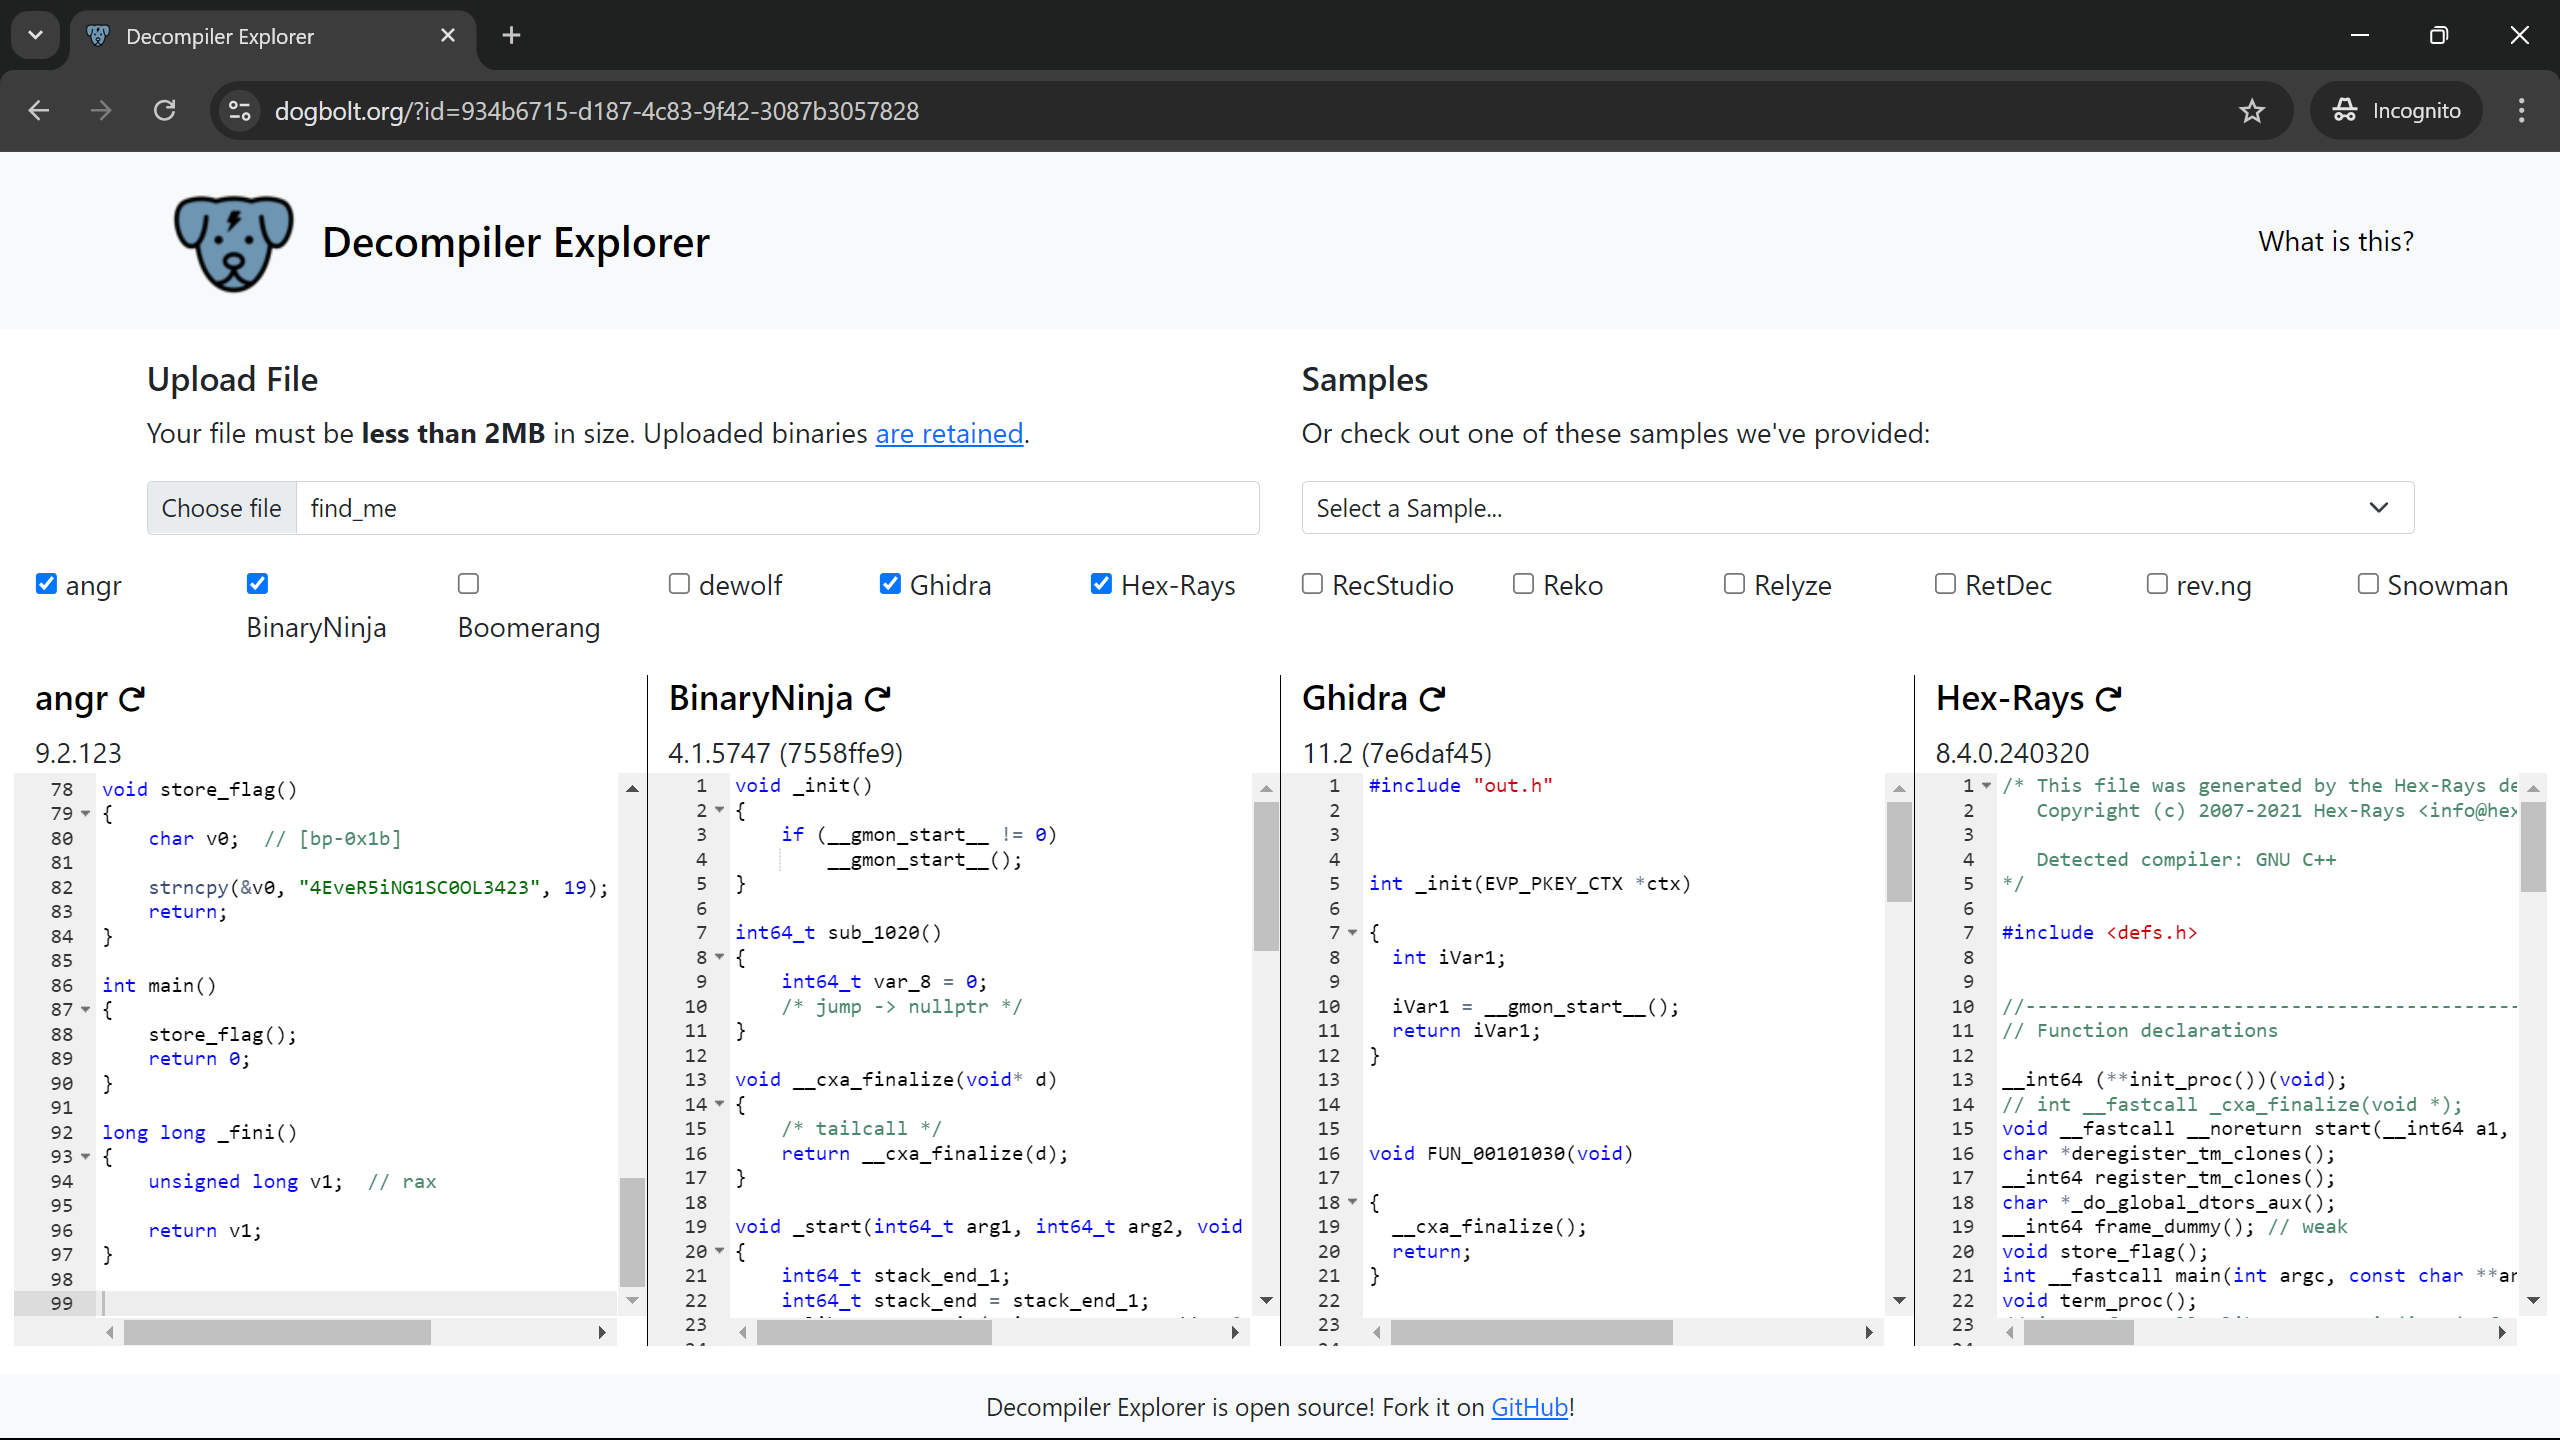 Decompiler Explorer
dogbolt.org/?id=934b6715-d187-4c83-9f42-3087b3057828
Incognito
Decompiler Explorer
What is this?
Upload File
Your file must be less than 2MB in size. Uploaded binaries are retained.
Choose file find_me
Samples
Or check out one of these samples we've provided:
Select a Sample...
angr
BinaryNinja
Boomerang
dewolf
Ghidra
Hex-Rays
RecStudio
Reko
Relyze
RetDec
rev.ng
Snowman
angr
9.2.123
78 void store_flag()
79 {
80     char v0;  // [bp-0x1b]
81
82     strncpy(&v0, "4EveR5iNG1SC0OL3423", 19);
83     return;
84 }
85
86 int main()
87 {
88     store_flag();
89     return 0;
90 }
91
92 long long _fini()
93 {
94     unsigned long v1;  // rax
95
96     return v1;
97 }
98
99
BinaryNinja
4.1.5747 (7558ffe9)
1 void _init()
2 {
3     if (__gmon_start__ != 0)
4         __gmon_start__();
5 }
6
7 int64_t sub_1020()
8 {
9     int64_t var_8 = 0;
10     /* jump -> nullptr */
11 }
12
13 void __cxa_finalize(void* d)
14 {
15     /* tailcall */
16     return __cxa_finalize(d);
17 }
18
19 void _start(int64_t arg1, int64_t arg2, void
20 {
21     int64_t stack_end_1;
22     int64_t stack_end = stack_end_1;
23
Ghidra
11.2 (7e6daf45)
1 #include "out.h"
2
3
4
5 int _init(EVP_PKEY_CTX *ctx)
6
7 {
8   int iVar1;
9
10   iVar1 = __gmon_start__();
11   return iVar1;
12 }
13
14
15
16 void FUN_00101030(void)
17
18 {
19   __cxa_finalize();
20   return;
21 }
22
23
Hex-Rays
8.4.0.240320
1 /* This file was generated by the Hex-Rays de
2    Copyright (c) 2007-2021 Hex-Rays <info@hex
3
4    Detected compiler: GNU C++
5 */
6
7 #include <defs.h>
8
9
10 //-------------------------------------------
11 // Function declarations
12
13 __int64 (**init_proc())(void);
14 // int __fastcall _cxa_finalize(void *);
15 void __fastcall __noreturn start(__int64 a1,
16 char *deregister_tm_clones();
17 __int64 register_tm_clones();
18 char *_do_global_dtors_aux();
19 __int64 frame_dummy(); // weak
20 void store_flag();
21 int __fastcall main(int argc, const char **ar
22 void term_proc();
23
Decompiler Explorer is open source! Fork it on GitHub!